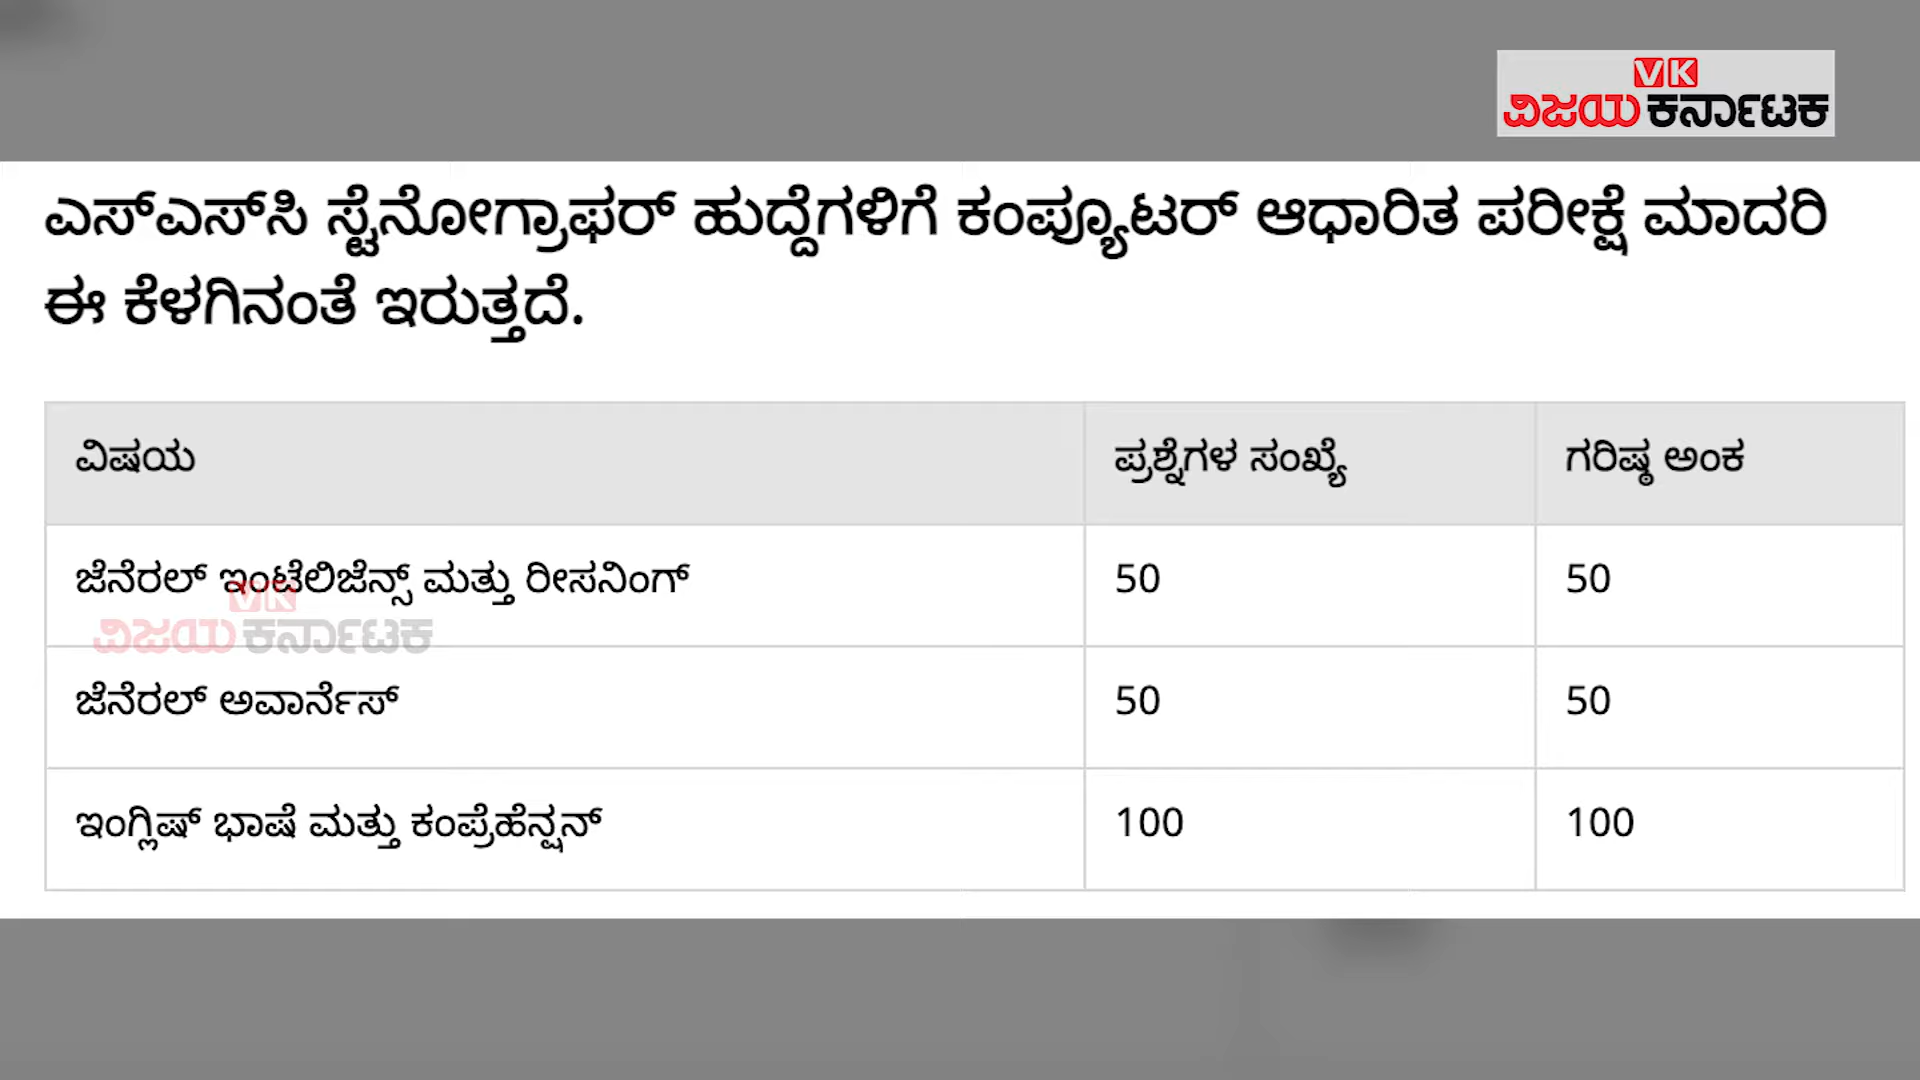 VK
ವಿಜಯ ಕರ್ನಾಟಕ
ಎಸ್‌ಎಸ್‌ಸಿ ಸ್ಟೆನೋಗ್ರಾಫರ್ ಹುದ್ದೆಗಳಿಗೆ ಕಂಪ್ಯೂಟರ್ ಆಧಾರಿತ ಪರೀಕ್ಷೆ ಮಾದರಿ
ಈ ಕೆಳಗಿನಂತೆ ಇರುತ್ತದೆ.
ವಿಷಯ ಪ್ರಶ್ನೆಗಳ ಸಂಖ್ಯೆ ಗರಿಷ್ಠ ಅಂಕ
ಜೆನೆರಲ್ ಇಂಟೆಲಿಜೆನ್ಸ್ ಮತ್ತು ರೀಸನಿಂಗ್ 50 50
VK
ವಿಜಯ ಕರ್ನಾಟಕ
ಜೆನೆರಲ್ ಅವಾರ್ನೆಸ್ 50 50
ಇಂಗ್ಲಿಷ್ ಭಾಷೆ ಮತ್ತು ಕಂಪ್ರೆಹೆನ್ಷನ್ 100 100